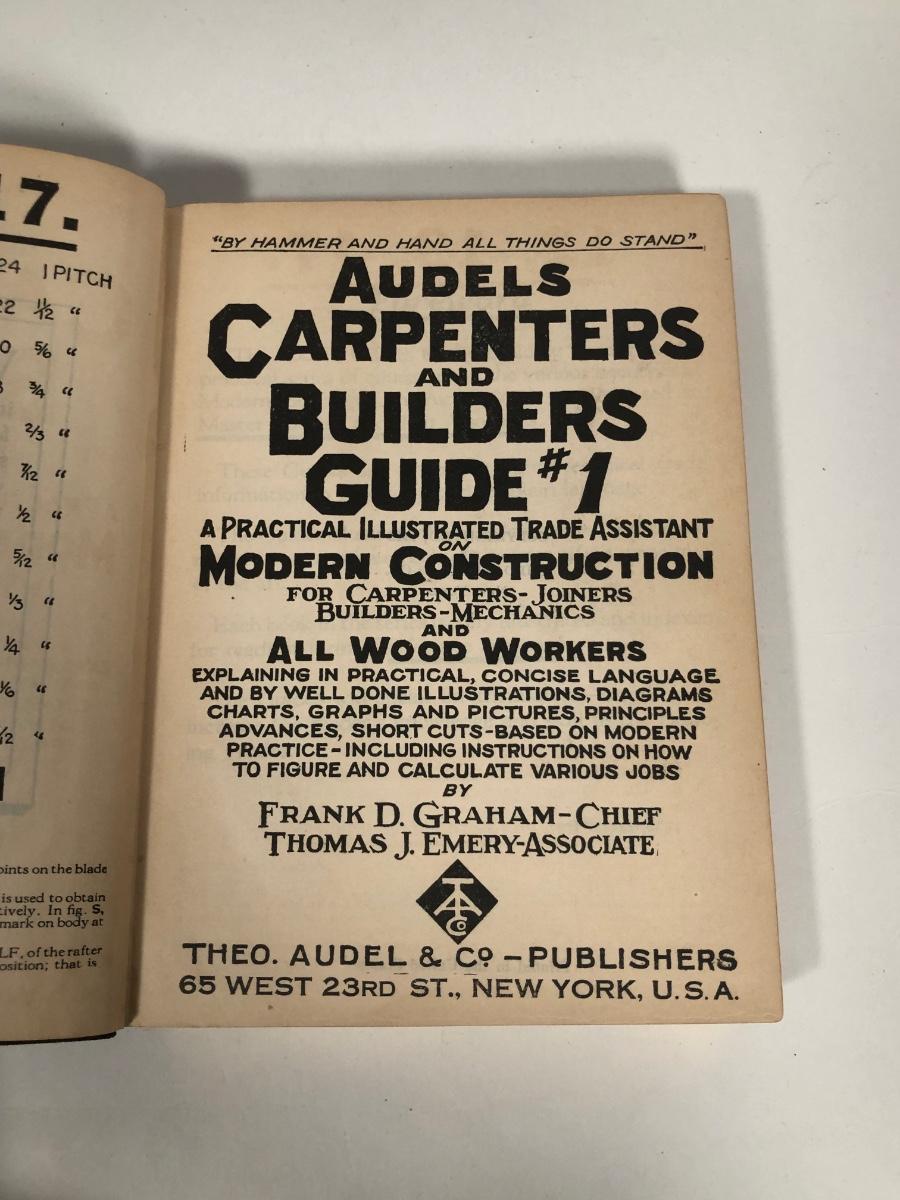 17.
24 1 PITCH
22 11/12 “
0 5/6 “
3/4 “
2/3 “
7/12 “
1/2 “
5/12 “
1/3 “
1/4 “
1/6 “
“
oints on the blade
is used to obtain
tively. In fig. S,
mark on body at
LF, of the rafter
osition; that is
“BY HAMMER AND HAND ALL THINGS DO STAND”
AUDELS
CARPENTERS
AND
BUILDERS
GUIDE #1
A PRACTICAL ILLUSTRATED TRADE ASSISTANT
ON
MODERN CONSTRUCTION
FOR CARPENTERS-JOINERS
BUILDERS-MECHANICS
AND
ALL WOOD WORKERS
EXPLAINING IN PRACTICAL, CONCISE LANGUAGE
AND BY WELL DONE ILLUSTRATIONS, DIAGRAMS
CHARTS, GRAPHS AND PICTURES, PRINCIPLES
ADVANCES, SHORT CUTS-BASED ON MODERN
PRACTICE-INCLUDING INSTRUCTIONS ON HOW
TO FIGURE AND CALCULATE VARIOUS JOBS
BY
FRANK D. GRAHAM-CHIEF
THOMAS J. EMERY-ASSOCIATE
TACo
THEO. AUDEL & Co - PUBLISHERS
65 WEST 23RD ST., NEW YORK, U.S.A.